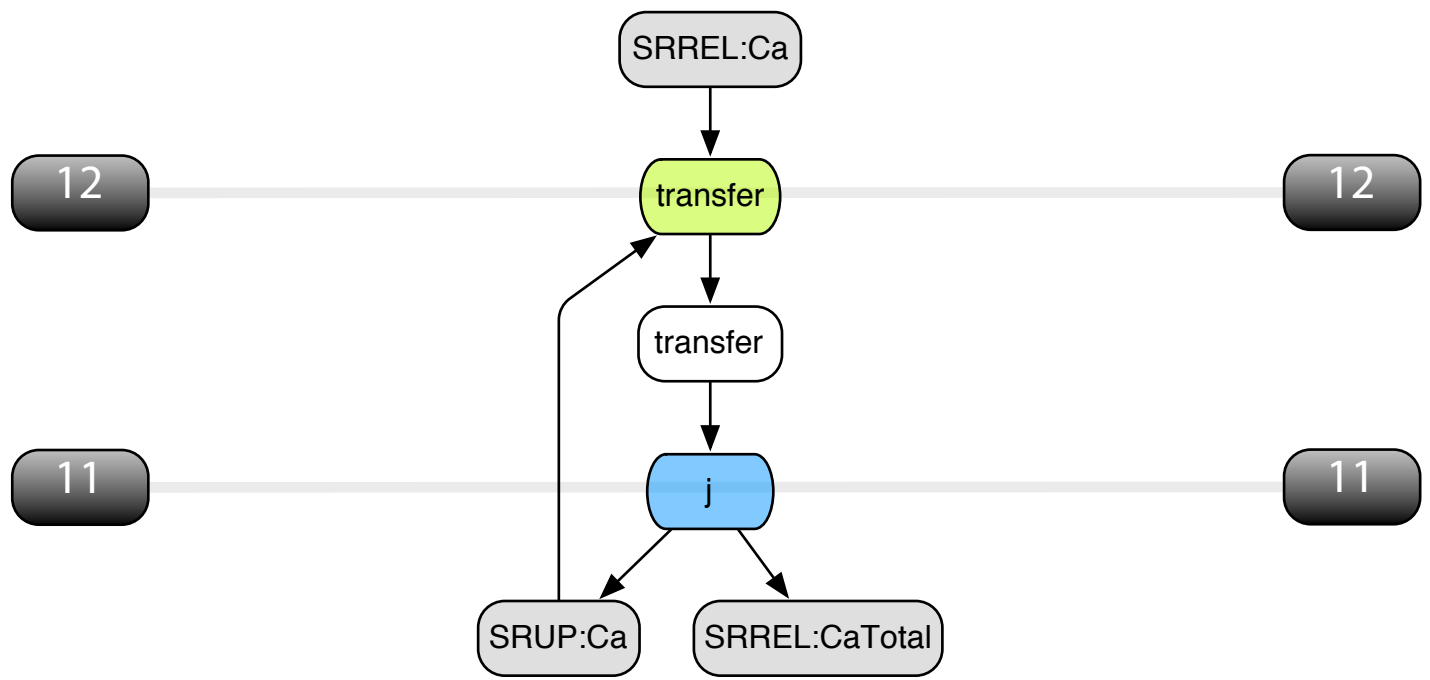 SRREL:Ca
12
transfer
12
transfer
11
j
11
SRUP:Ca
SRREL:CaTotal